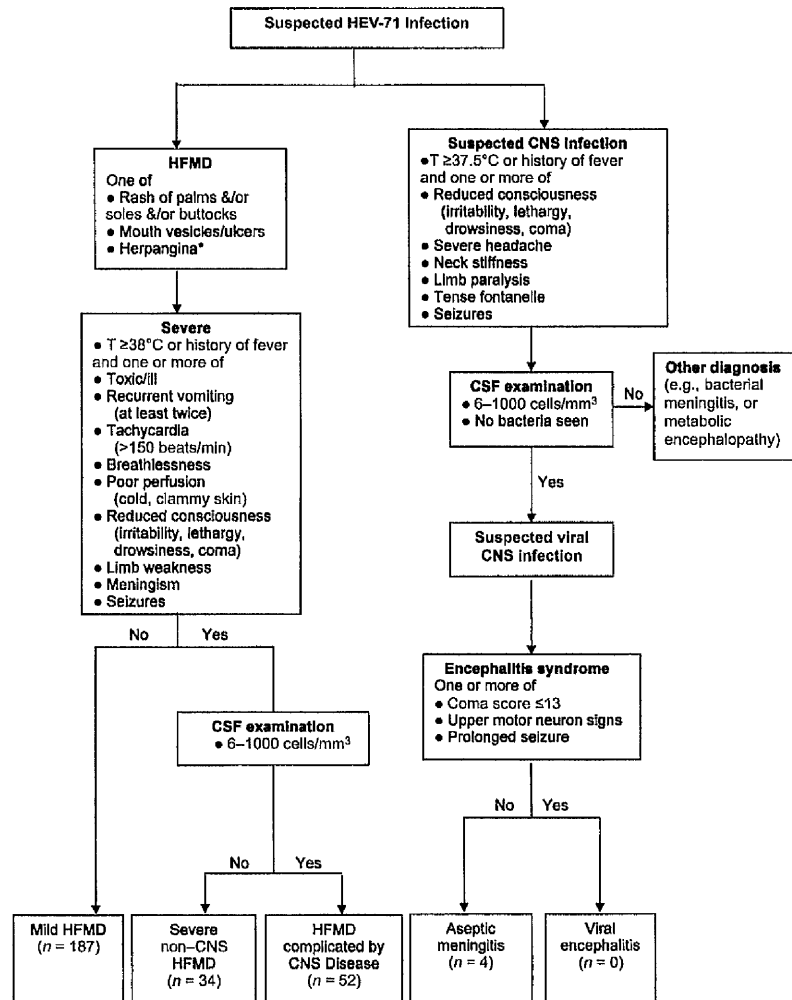 Suspected HEV-71 Infection
HFMD
One of
● Rash of palms &/or
soles &/or buttocks
● Mouth vesicles/ulcers
● Herpangina*
Suspected CNS Infection
●T ≥37.5°C or history of fever
and one or more of
● Reduced consciousness
(irritability, lethargy,
drowsiness, coma)
● Severe headache
● Neck stiffness
● Limb paralysis
● Tense fontanelle
● Seizures
Severe
● T ≥38°C or history of fever
and one or more of
● Toxic/ill
● Recurrent vomiting
(at least twice)
● Tachycardia
(>150 beats/min)
● Breathlessness
● Poor perfusion
(cold, clammy skin)
● Reduced consciousness
(irritability, lethargy,
drowsiness, coma)
● Limb weakness
● Meningism
● Seizures
CSF examination
● 6–1000 cells/mm³
● No bacteria seen
No
Other diagnosis
(e.g., bacterial
meningitis, or
metabolic
encephalopathy)
Yes
Suspected viral
CNS infection
No Yes
Encephalitis syndrome
One or more of
● Coma score ≤13
● Upper motor neuron signs
● Prolonged seizure
CSF examination
● 6–1000 cells/mm³
No Yes
No Yes
Mild HFMD
(n = 187)
Severe
non–CNS
HFMD
(n = 34)
HFMD
complicated by
CNS Disease
(n = 52)
Aseptic
meningitis
(n = 4)
Viral
encephalitis
(n = 0)